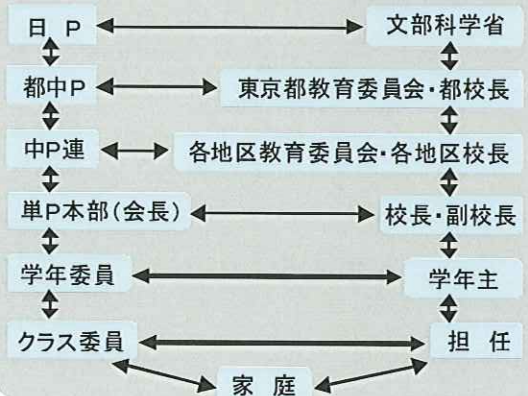 日 P 文部科学省
都中P 東京都教育委員会・都校長
中P連 各地区教育委員会・各地区校長
単P本部(会長) 校長・副校長
学年委員 学年主
クラス委員 担 任
家 庭